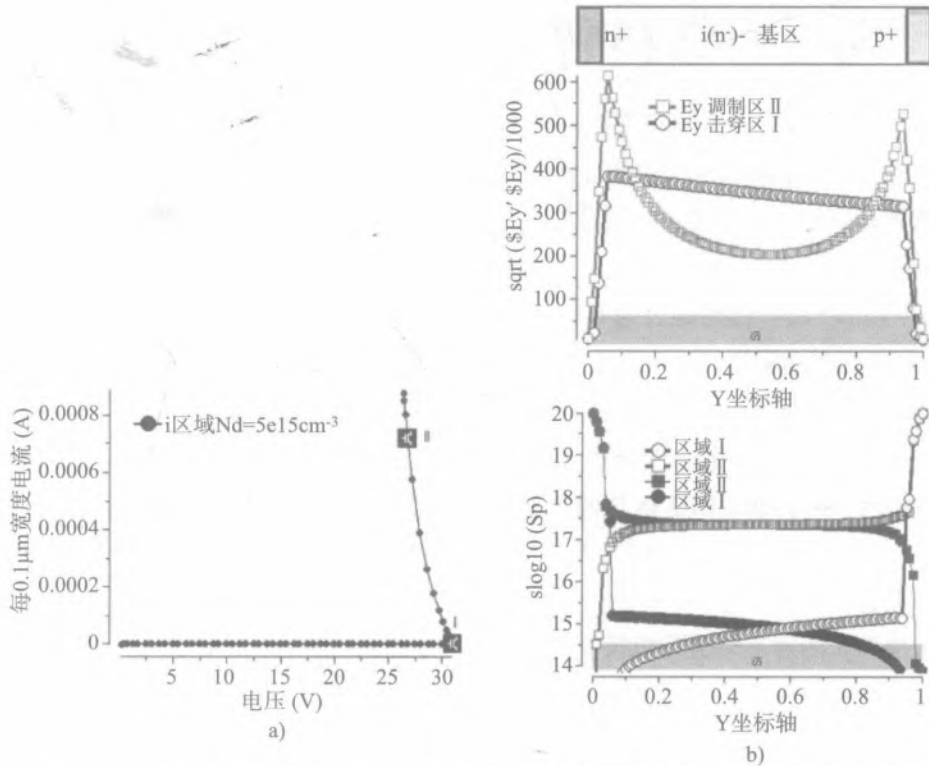 n+
i(n-)- 基区
p+
600
500
400
300
200
100
sqrt ($Ey' $Ey)/1000
Ey 调制区 II
Ey 击穿区 I
0
0.2
0.4
0.6
0.8
1
Y坐标轴
每0.1μm宽度电流 (A)
0.0008
0.0006
0.0004
0.0002
0
i区域Nd=5e15cm-3
II
I
5
10
15
20
25
30
电压 (V)
a)
slog10 (Sp)
20
19
18
17
16
15
14
区域 I
区域 II
区域 II
区域 I
0.0
0.2
0.4
0.6
0.8
1
Y坐标轴
b)